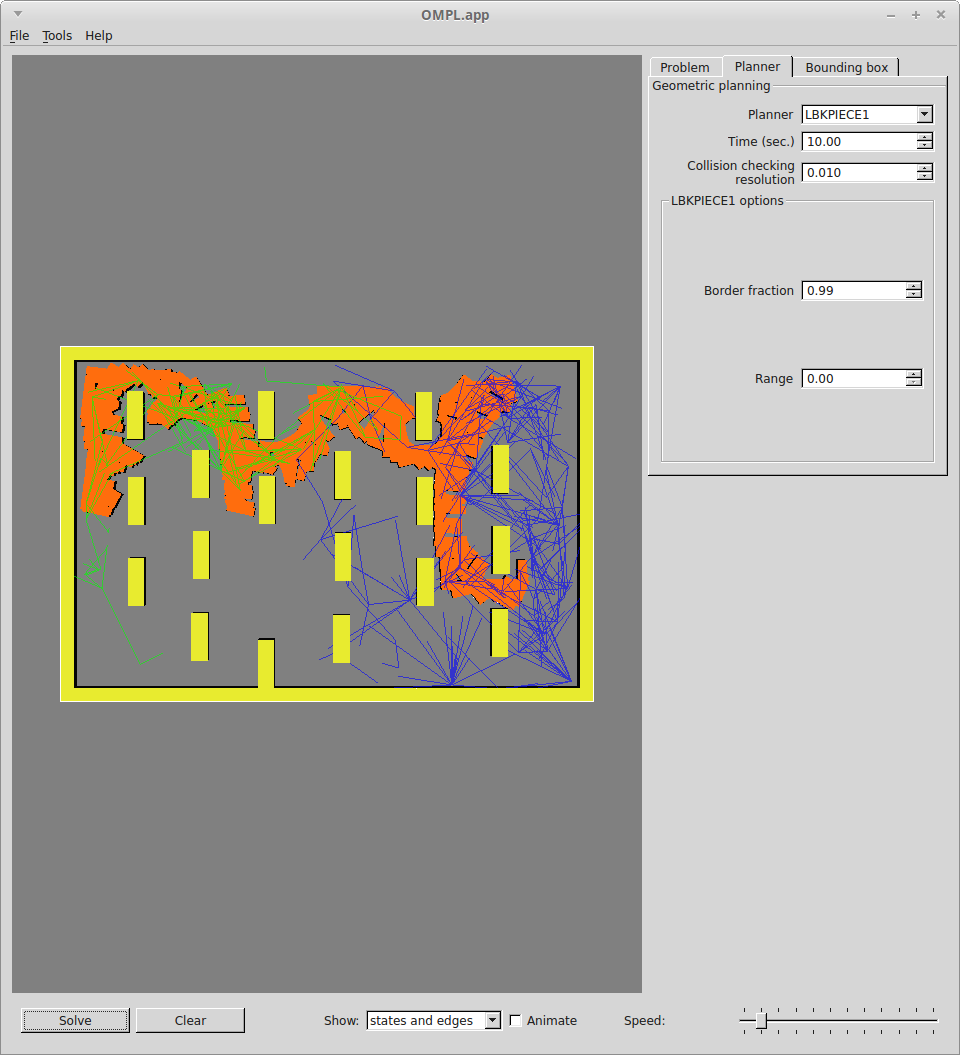 OMPL.app
File Tools Help
Problem Planner Bounding box
Geometric planning
Planner LBKPIECE1
Time (sec.) 10.00
Collision checking
resolution 0.010
LBKPIECE1 options
Border fraction 0.99
Range 0.00
Solve Clear Show: states and edges Animate Speed: